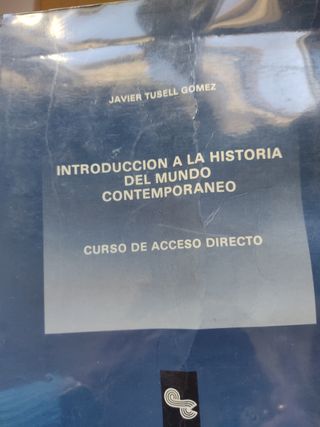 JAVIER TUSELL GOMEZ
INTRODUCCION A LA HISTORIA
DEL MUNDO
CONTEMPORANEO
CURSO DE ACCESO DIRECTO